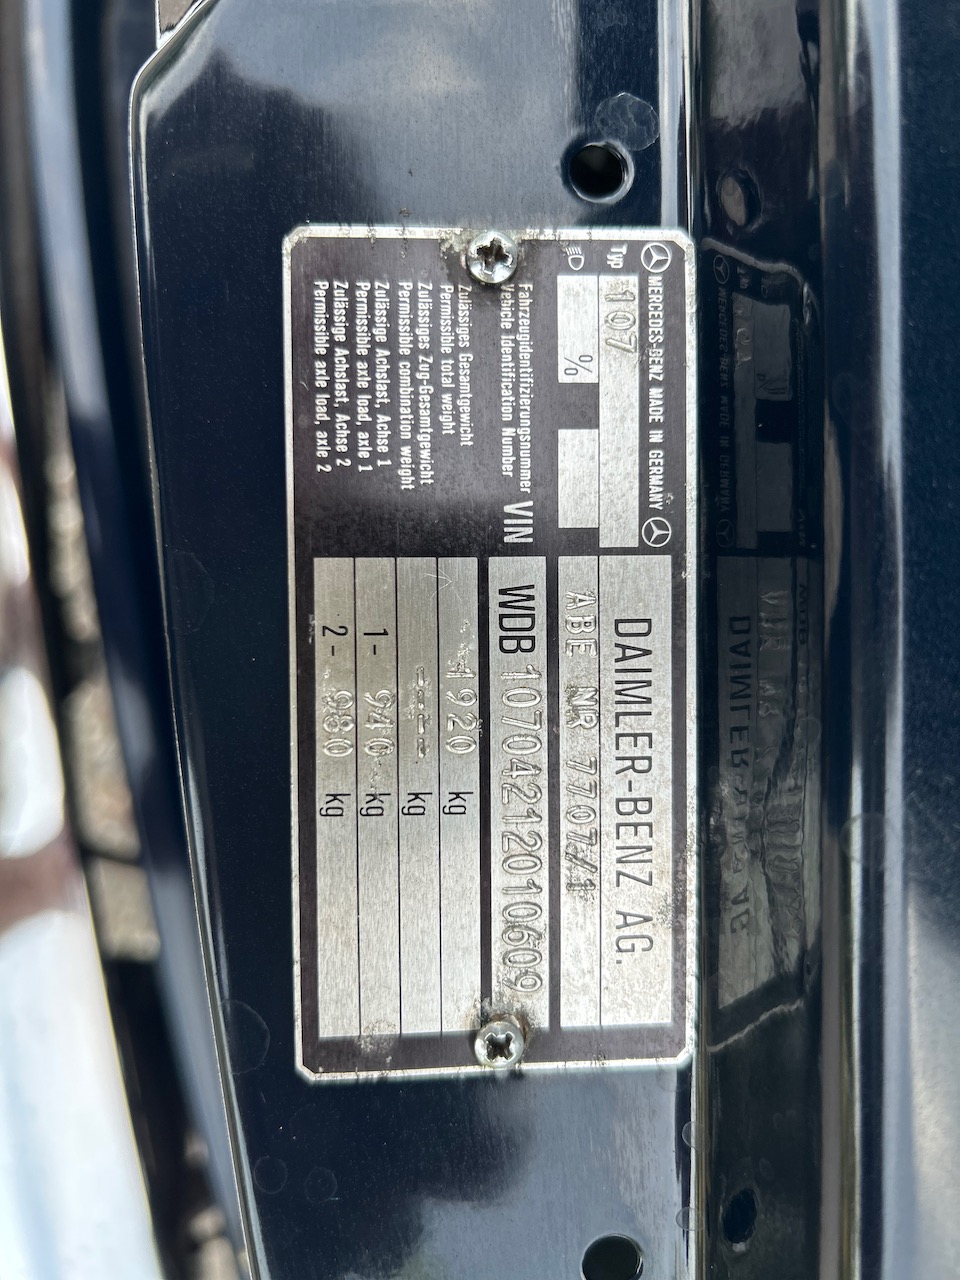 MERCEDES-BENZ MADE IN GERMANY
Typ 107
DAIMLER-BENZ AG.
%
ABE NR 7707/1
Fahrzeugidentifizierungsnummer
Vehicle Identification Number
VIN
WDB 10704212010609
Zulässiges Gesamtgewicht
Permissible total weight
1920 kg
Zulässiges Zug-Gesamtgewicht
Permissible combination weight
---- kg
Zulässige Achslast, Achse 1
Permissible axle load, axle 1
1- 940 kg
Zulässige Achslast, Achse 2
Permissible axle load, axle 2
2- 980 kg